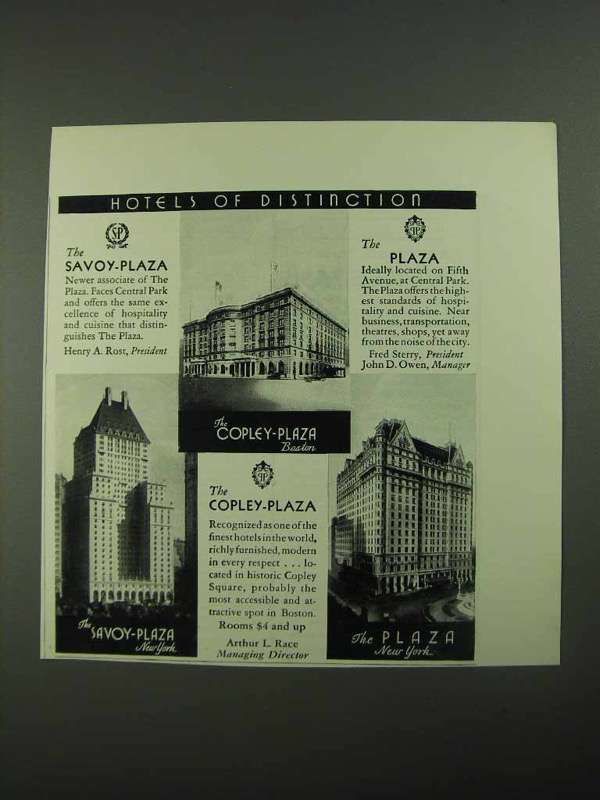 HOTELS OF DISTINCTION
SP
The
SAVOY-PLAZA
Newer associate of The
Plaza. Faces Central Park
and offers the same ex-
cellence of hospitality
and cuisine that distin-
guishes The Plaza.
Henry A. Rost, President
The
COPLEY-PLAZA
Boston
The
PLAZA
Ideally located on Fifth
Avenue, at Central Park.
The Plaza offers the high-
est standards of hospi-
tality and cuisine. Near
business, transportation,
theatres, shops, yet away
from the noise of the city.
Fred Sterry, President
John D. Owen, Manager
The
SAVOY-PLAZA
New York
The
COPLEY-PLAZA
Recognized as one of the
finest hotels in the world,
richly furnished, modern
in every respect . . . lo-
cated in historic Copley
Square, probably the
most accessible and at-
tractive spot in Boston.
Rooms $4 and up
Arthur L. Race
Managing Director
The PLAZA
New York